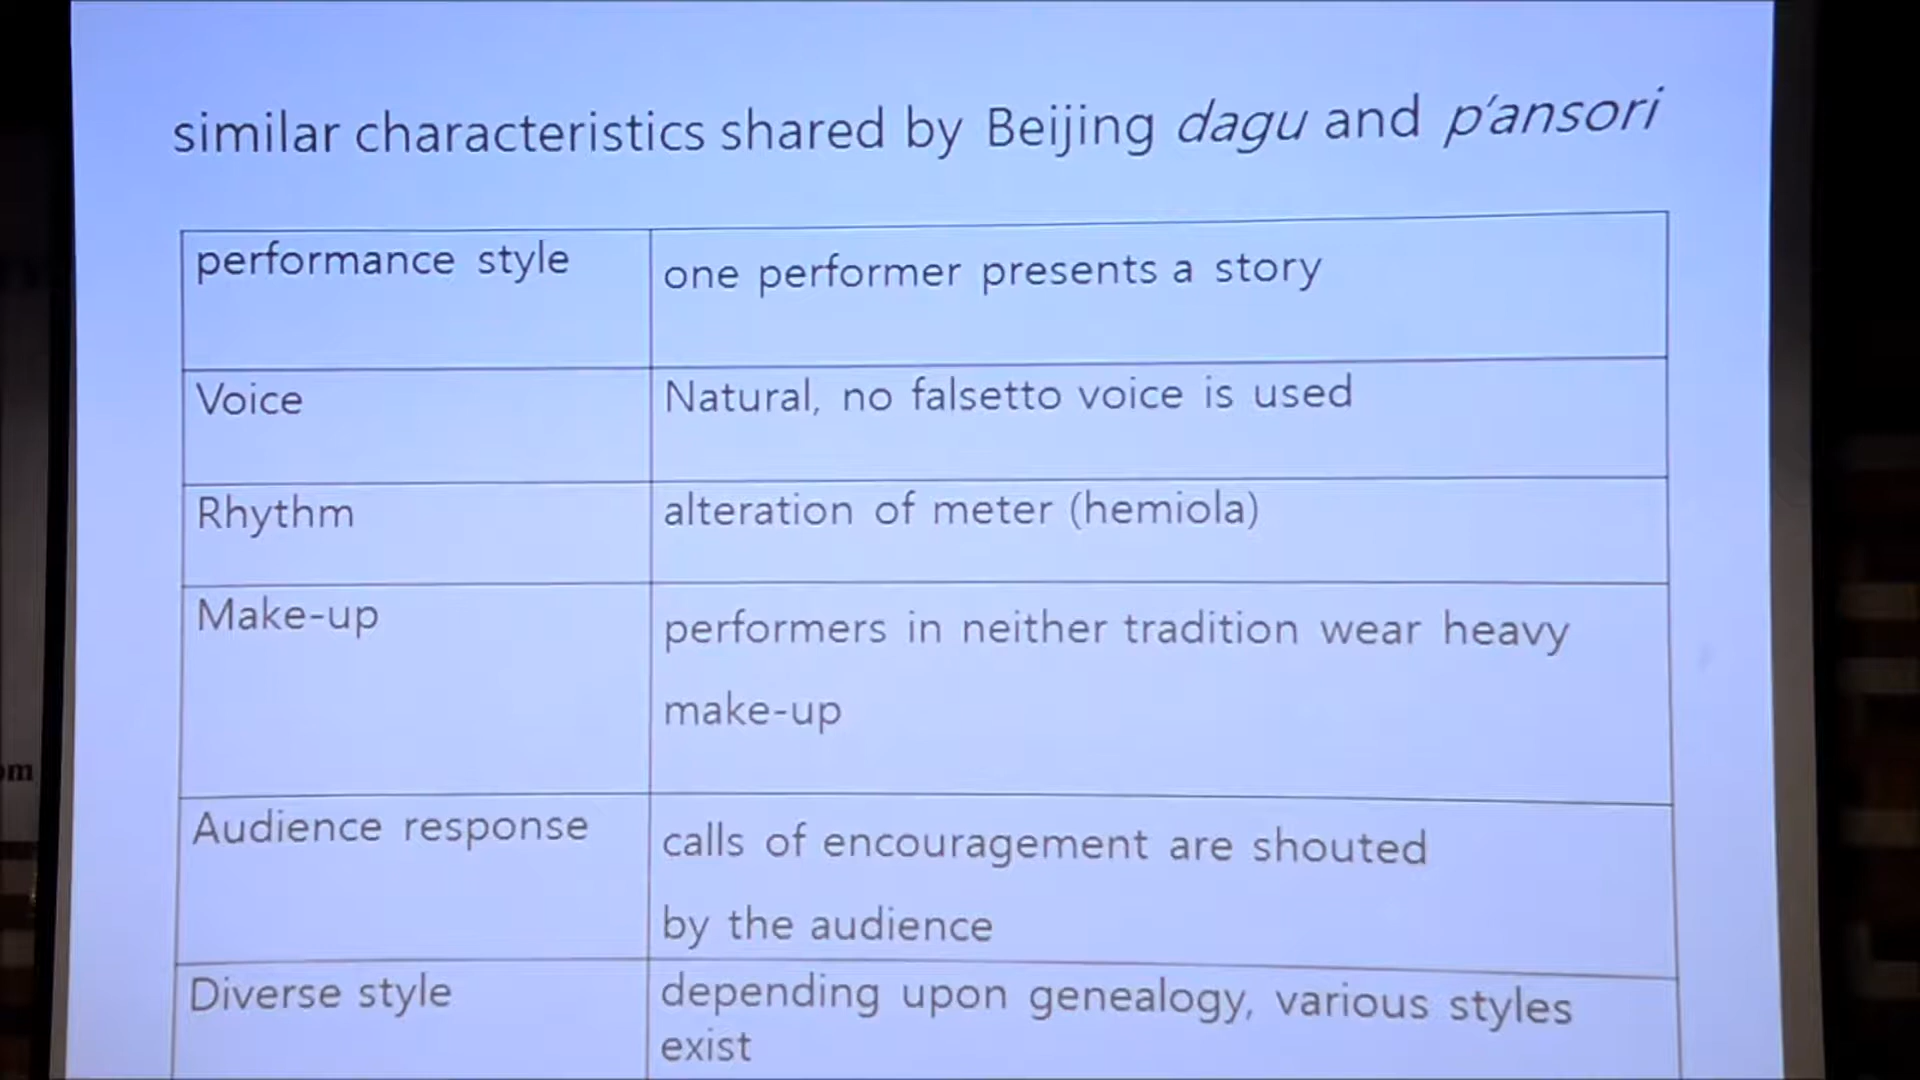 similar characteristics shared by Beijing dagu and p'ansori
performance style
one performer presents a story
Voice
Natural, no falsetto voice is used
Rhythm
alteration of meter (hemiola)
Make-up
performers in neither tradition wear heavy
make-up
Audience response
calls of encouragement are shouted
by the audience
Diverse style
depending upon genealogy, various styles
exist
om